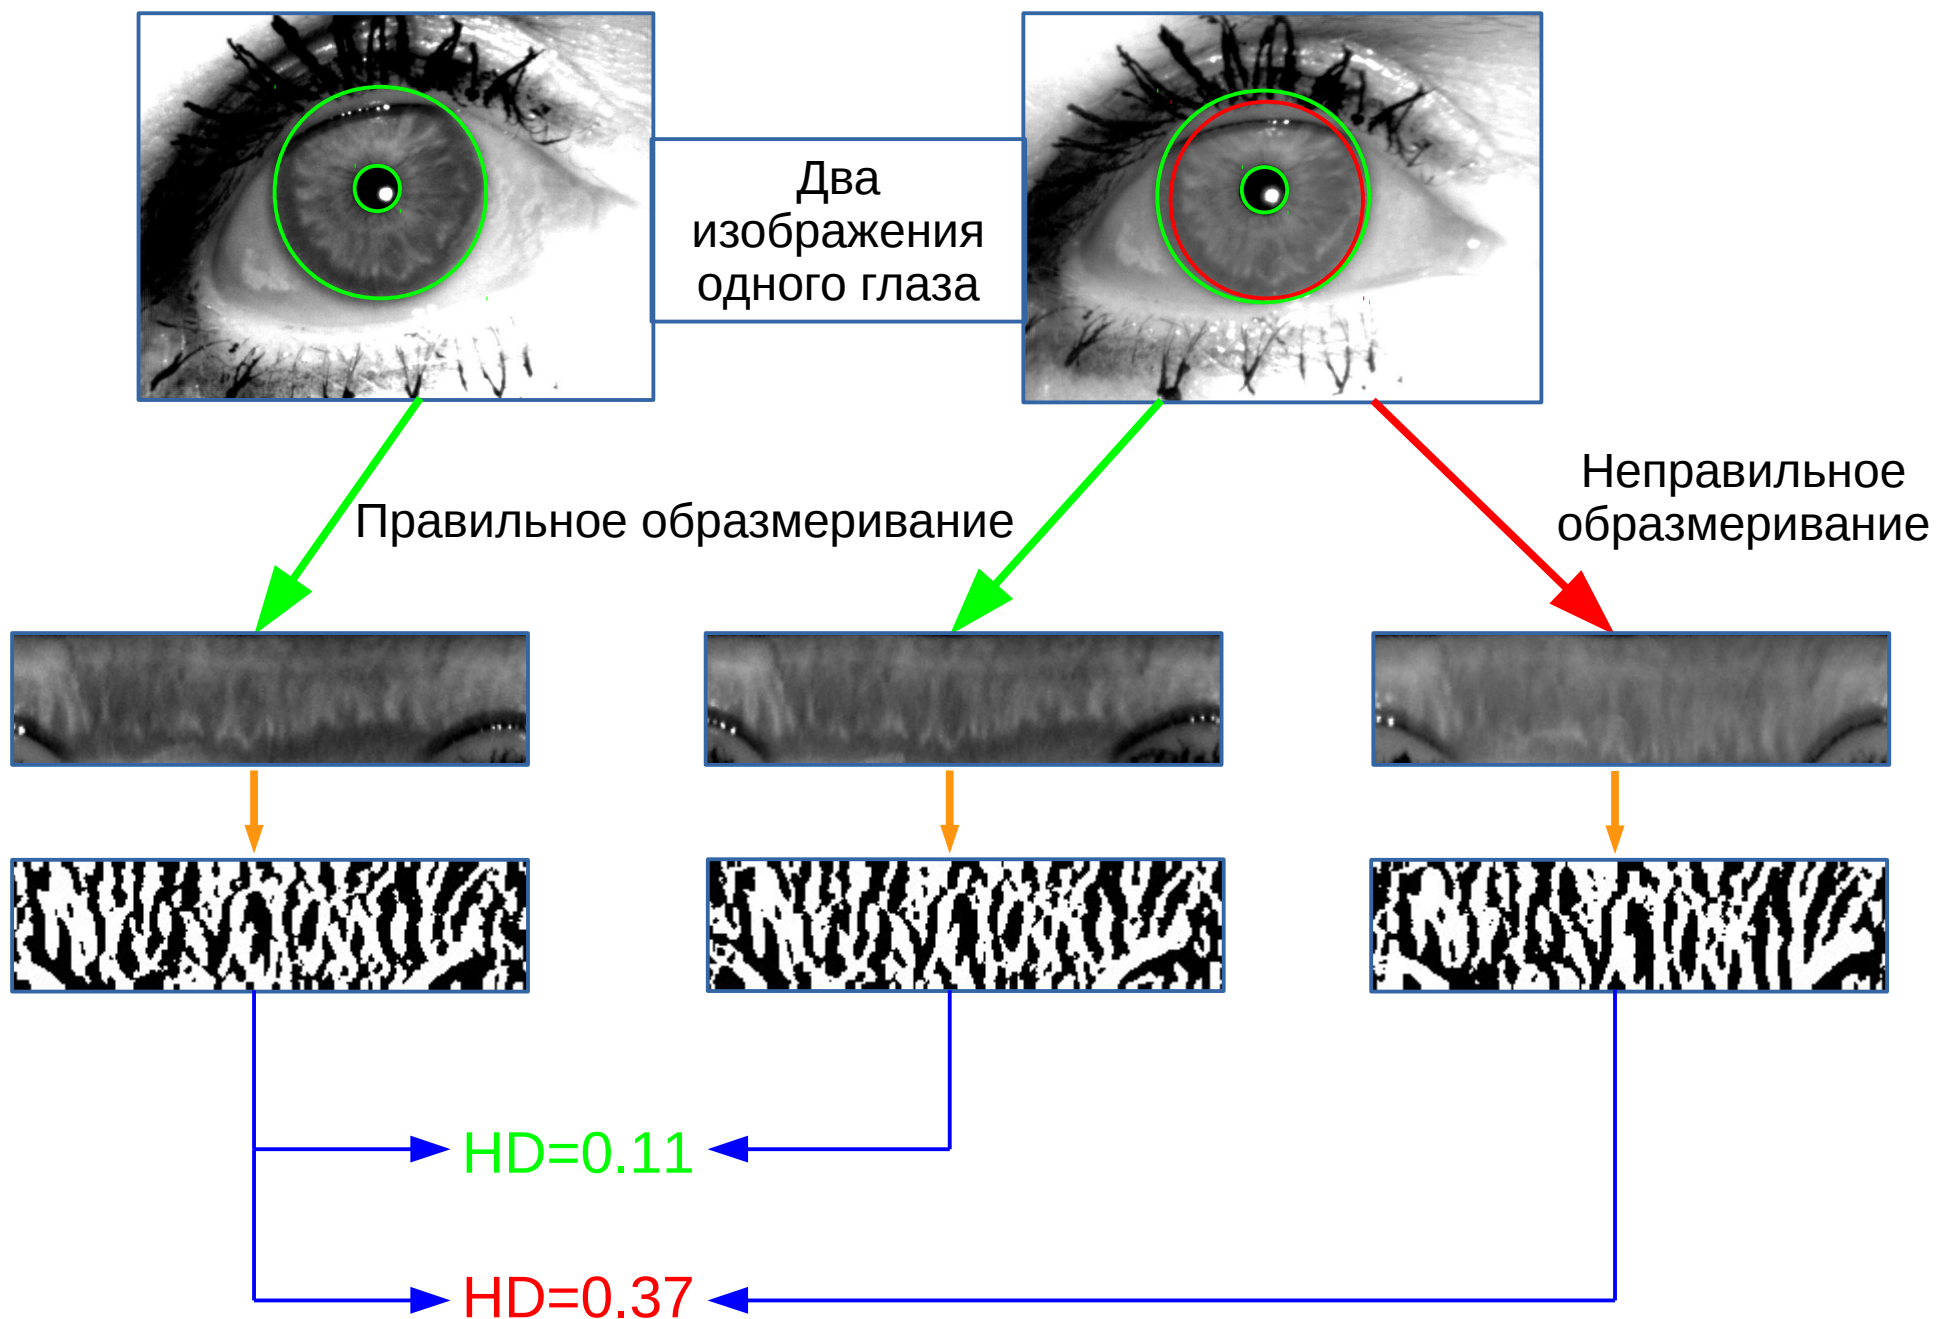 Два
изображения
одного глаза
Правильное образмеривание
Неправильное
образмеривание
HD=0.11
HD=0.37